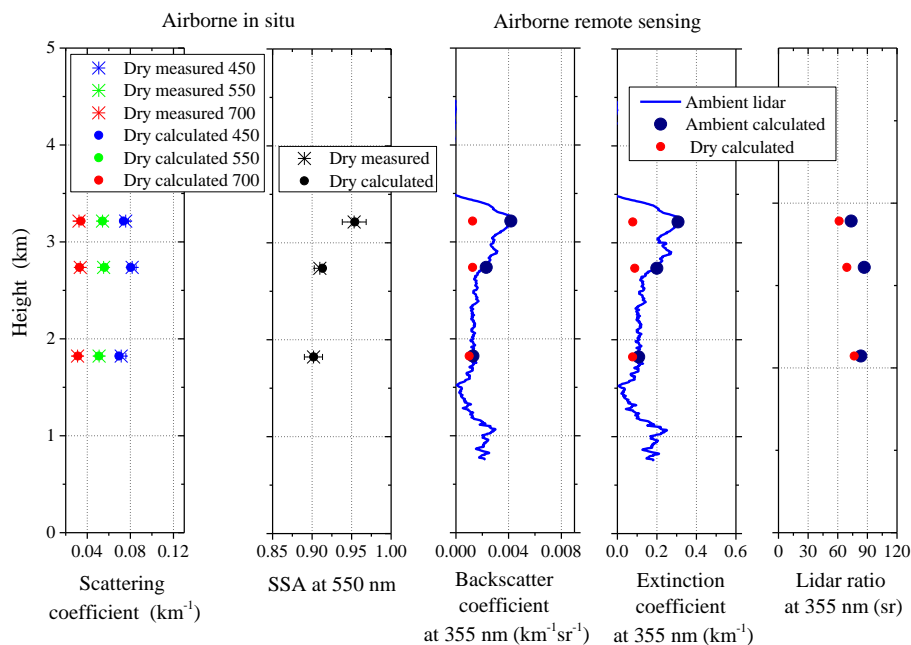 Airborne in situ
Airborne remote sensing
Height (km)
5
4
3
2
1
0
Dry measured 450
Dry measured 550
Dry measured 700
Dry calculated 450
Dry calculated 550
Dry calculated 700
0.04 0.08 0.12
Scattering
coefficient (km⁻¹)
Dry measured
Dry calculated
0.85 0.90 0.95 1.00
SSA at 550 nm
0.000 0.004
Backscatter
coefficient
at 355 nm (km⁻¹sr⁻¹)
Ambient lidar
Ambient calculated
Dry calculated
0.0 0.2 0.4 0.6
Extinction
coefficient
at 355 nm (km⁻¹)
0 30 60 90 120
Lidar ratio
at 355 nm (sr)